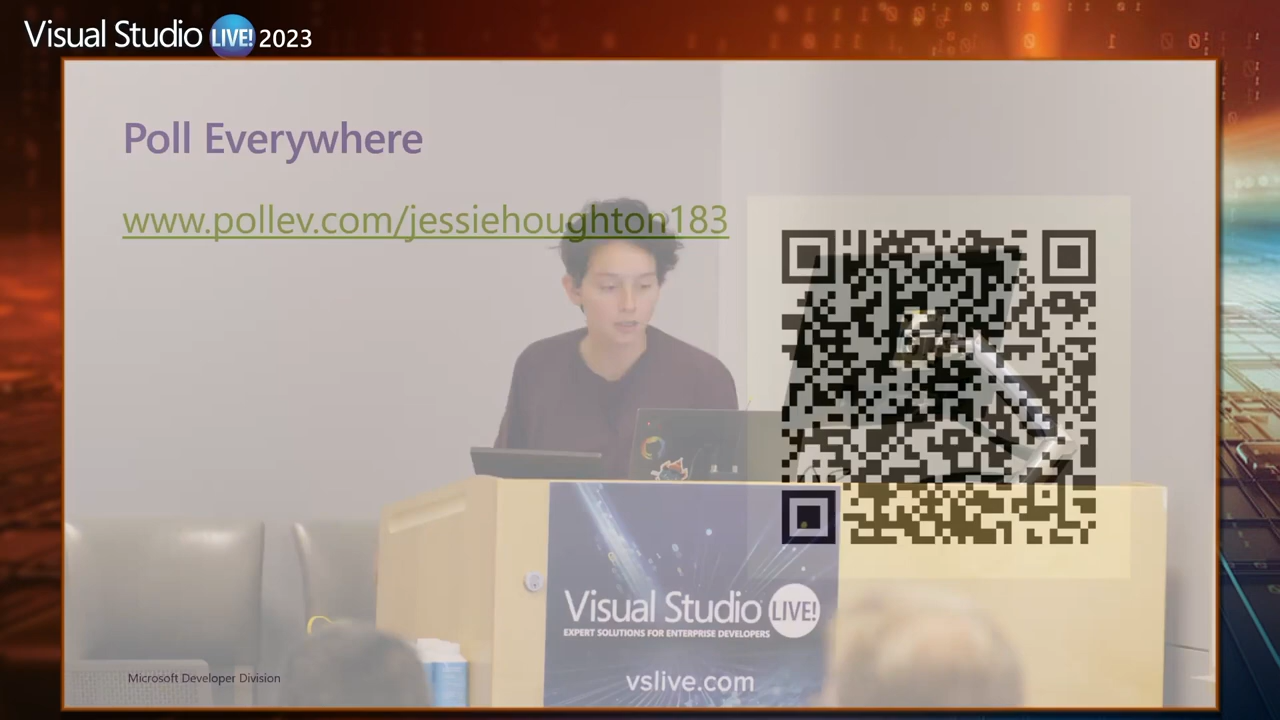 Visual Studio LIVE! 2023
Poll Everywhere
www.pollev.com/jessiehoughton183
Visual Studio LIVE!
EXPERT SOLUTIONS FOR ENTERPRISE DEVELOPERS
vslive.com
Microsoft Developer Division